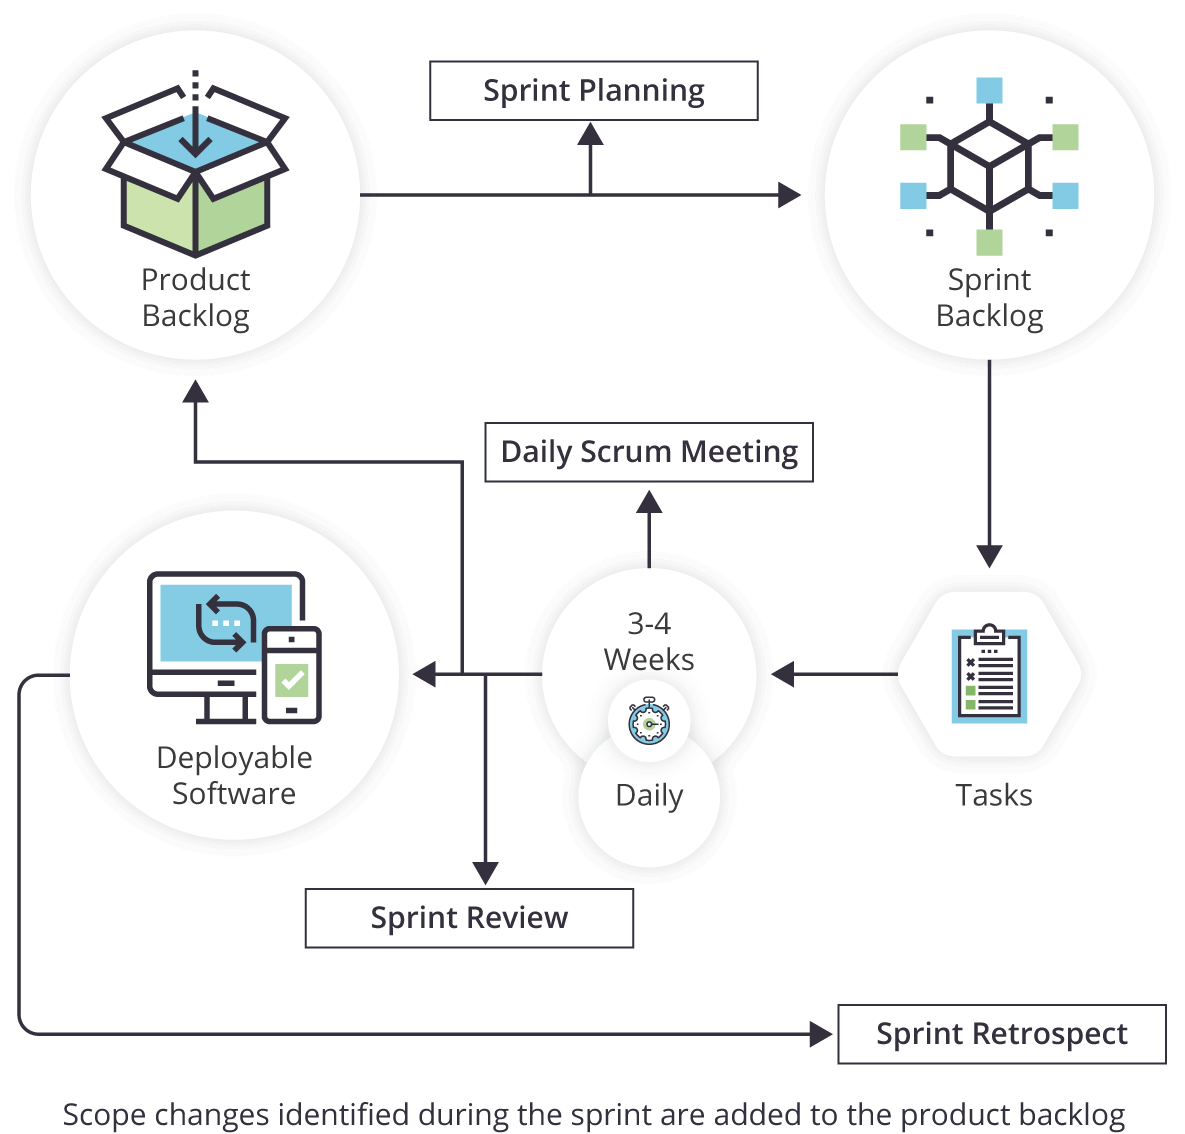 Sprint Planning
Product
Backlog
Sprint
Backlog
Daily Scrum Meeting
3-4
Weeks
Daily
Tasks
Deployable
Software
Sprint Review
Sprint Retrospect
Scope changes identified during the sprint are added to the product backlog